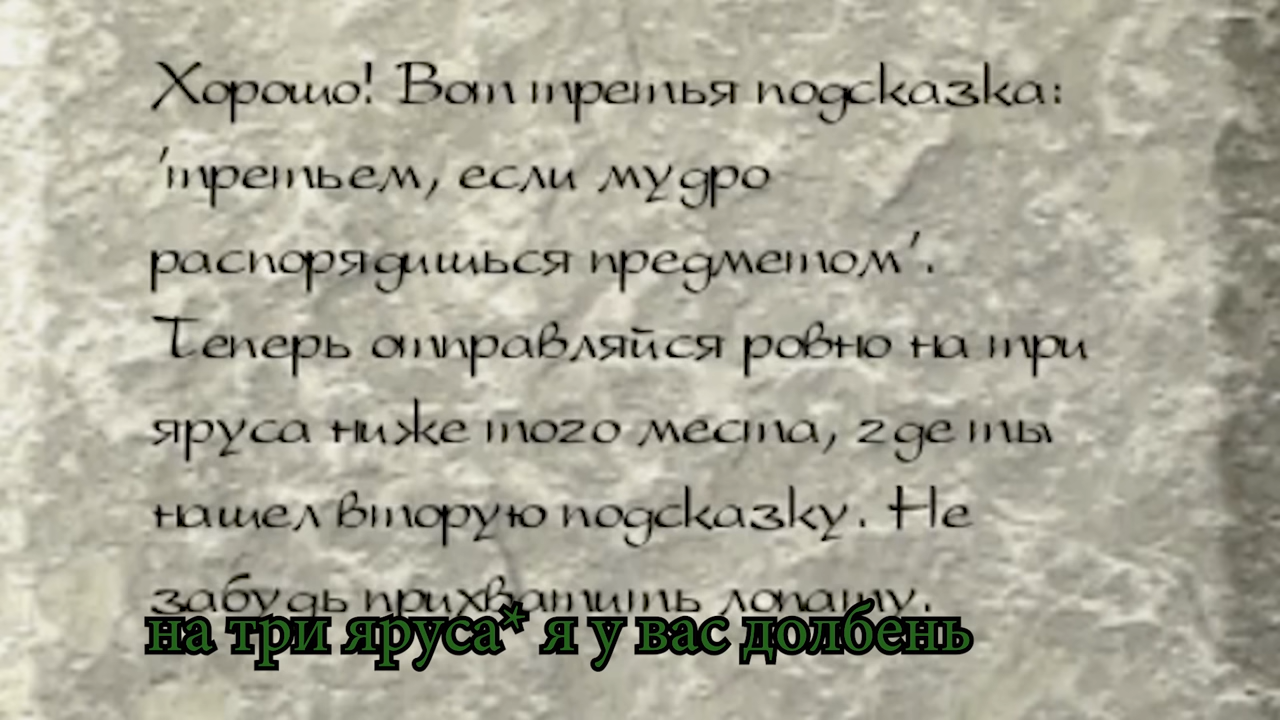 Хорошо! Вот третья подсказка:
'третьем, если мудро
распорядишься предметом'.
Теперь отправляйся ровно на три
яруса ниже того места, где ты
нашел вторую подсказку. Не
забудь прихватить лопату.
на три яруса* я у вас долбень